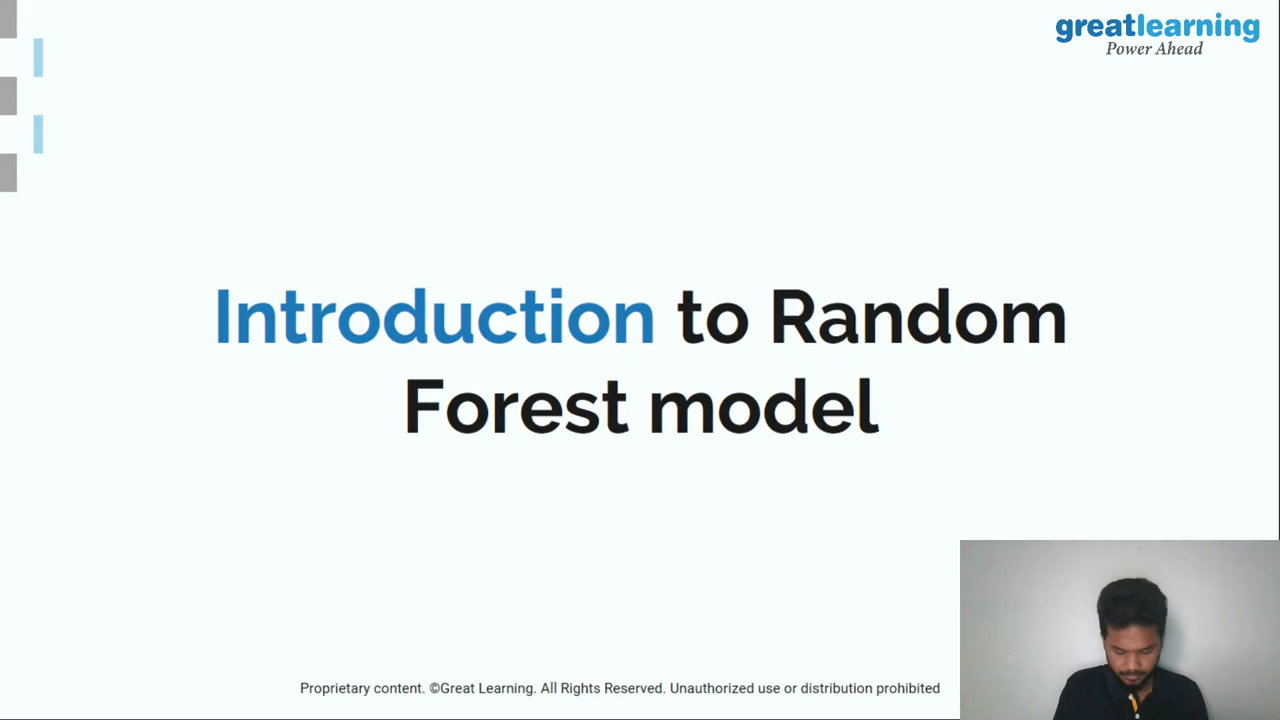 greatlearning
Power Ahead
Introduction to Random
Forest model
Proprietary content. ©Great Learning. All Rights Reserved. Unauthorized use or distribution prohibited